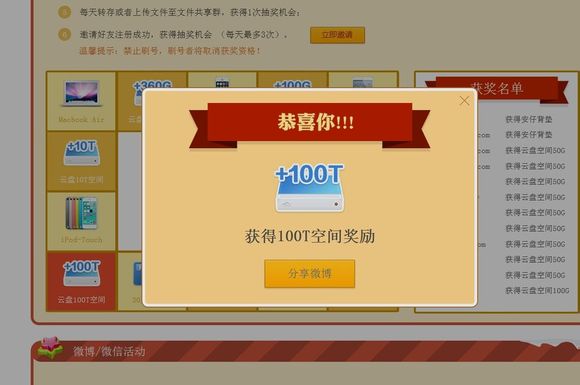 5 每天转存或者上传文件至文件共享群，获得1次抽奖机会；
6 邀请好友注册成功，获得抽奖机会 （每天最多3次）．
立即邀请
温馨提示：禁止刷号，刷号者将取消获奖资格！
Macbook Air
+360G
+100G
云盘
+10T
云盘10T空间
iPod-Touch
+100T
云盘100T空间
恭喜你!!!
+100T
获得100T空间奖励
分享微博
获奖名单
获得安仔背垫
com 获得安仔背垫
获得云盘空间50G
获得云盘空间50G
获得云盘空间50G
获得云盘空间50G
获得云盘空间50G
获得云盘空间50G
com 获得云盘空间50G
获得云盘空间50G
获得云盘空间50G
获得云盘空间100G
微博/微信活动